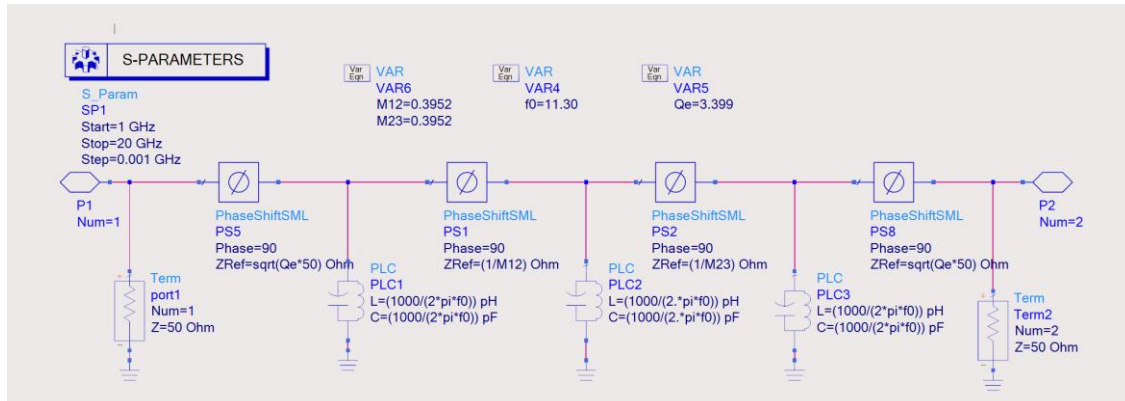 S-PARAMETERS
S_Param
SP1
Start=1 GHz
Stop=20 GHz
Step=0.001 GHz
Var
Eqn
VAR
VAR6
M12=0.3952
M23=0.3952
Var
Eqn
VAR
VAR4
f0=11.30
Var
Eqn
VAR
VAR5
Qe=3.399
P1
Num=1
PhaseShiftSML
PS5
Phase=90
ZRef=sqrt(Qe*50) Ohm
PhaseShiftSML
PS1
Phase=90
ZRef=(1/M12) Ohm
PhaseShiftSML
PS2
Phase=90
ZRef=(1/M23) Ohm
PhaseShiftSML
PS8
Phase=90
ZRef=sqrt(Qe*50) Ohm
P2
Num=2
Term
port1
Num=1
Z=50 Ohm
PLC
PLC1
L=(1000/(2*pi*f0)) pH
C=(1000/(2*pi*f0)) pF
PLC
PLC2
L=(1000/(2.*pi*f0)) pH
C=(1000/(2.*pi*f0)) pF
PLC
PLC3
L=(1000/(2*pi*f0)) pH
C=(1000/(2*pi*f0)) pF
Term
Term2
Num=2
Z=50 Ohm